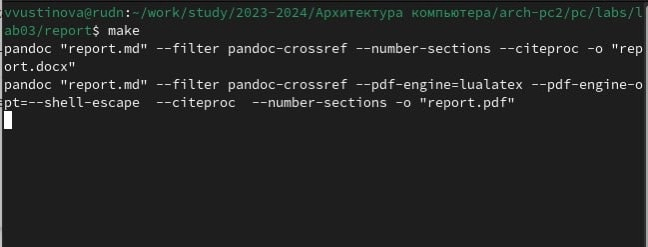 vvustinova@rudn:~/work/study/2023-2024/Архитектура компьютера/arch-pc2/pc/labs/l
ab03/report$ make
pandoc "report.md" --filter pandoc-crossref --number-sections --citeproc -o "rep
ort.docx"
pandoc "report.md" --filter pandoc-crossref --pdf-engine=lualatex --pdf-engine-o
pt=--shell-escape  --citeproc  --number-sections -o "report.pdf"